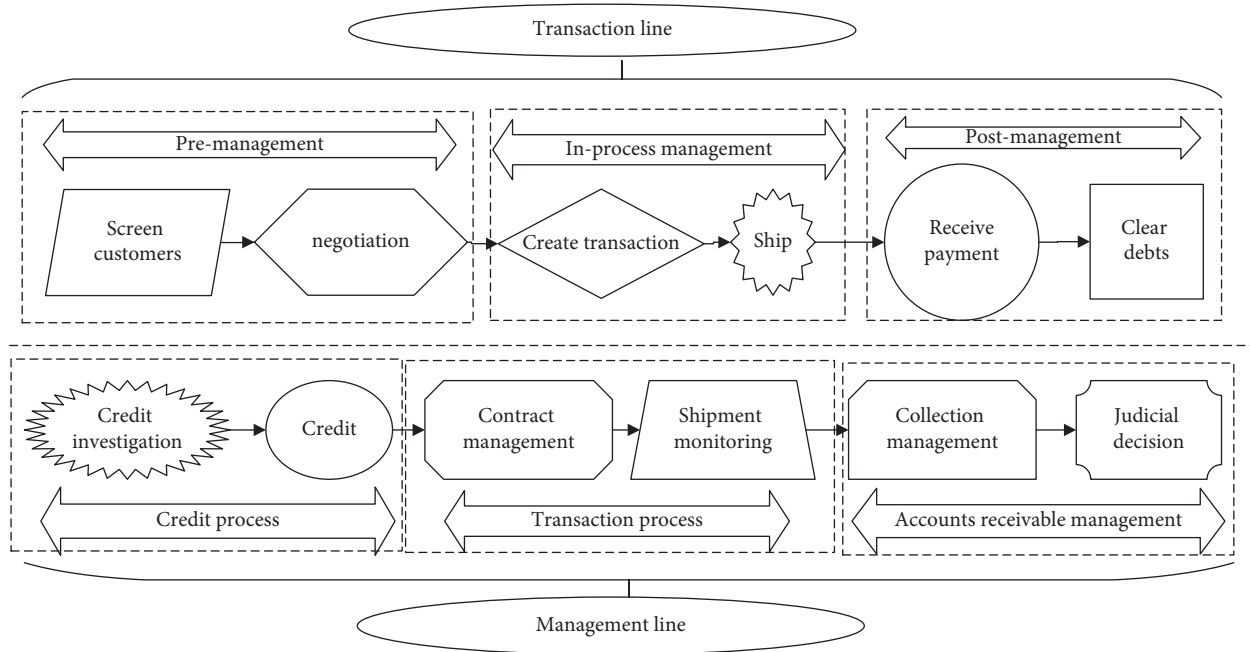 Transaction line
Pre-management
In-process management
Post-management
Screen
customers
negotiation
Create transaction
Ship
Receive
payment
Clear
debts
Credit
investigation
Credit
Contract
management
Shipment
monitoring
Collection
management
Judicial
decision
Credit process
Transaction process
Accounts receivable management
Management line